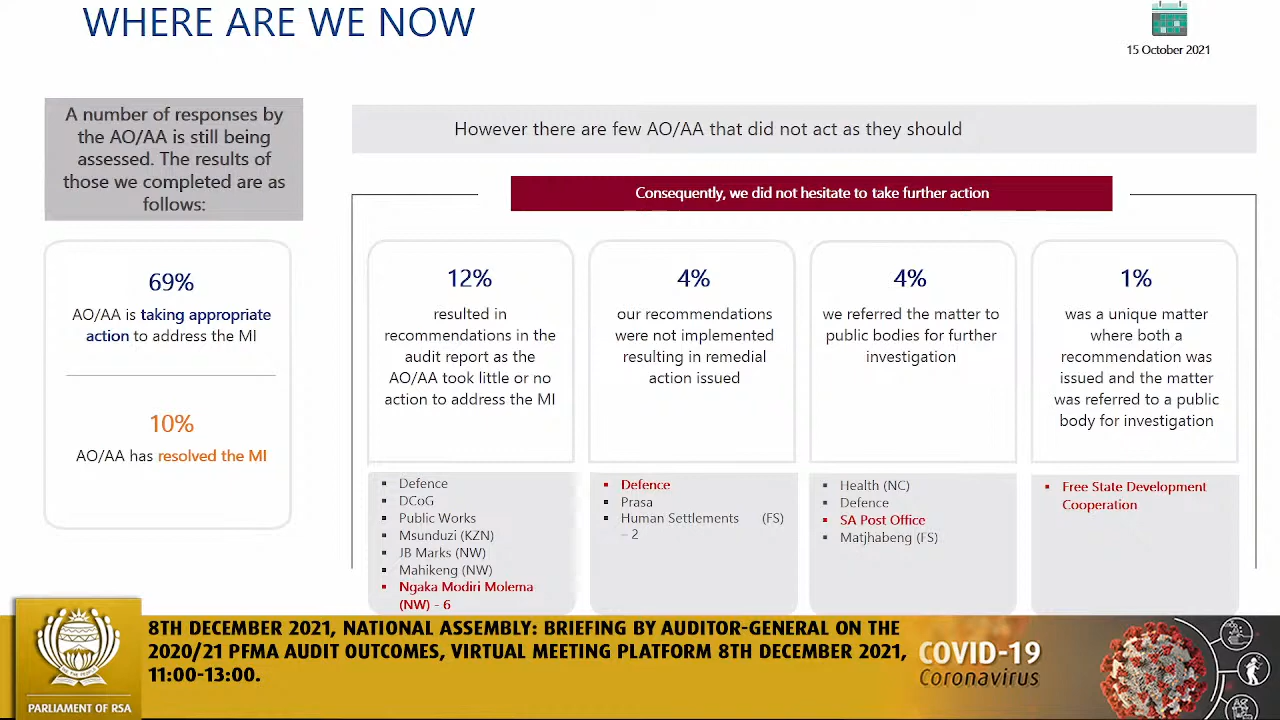 WHERE ARE WE NOW
15 October 2021
A number of responses by
the AO/AA is still being
assessed. The results of
those we completed are as
follows:
69%
AO/AA is taking appropriate
action to address the MI
10%
AO/AA has resolved the MI
However there are few AO/AA that did not act as they should
Consequently, we did not hesitate to take further action
12%
resulted in
recommendations in the
audit report as the
AO/AA took little or no
action to address the MI
▪ Defence
▪ DCoG
▪ Public Works
▪ Msunduzi (KZN)
▪ JB Marks (NW)
▪ Mahikeng (NW)
▪ Ngaka Modiri Molema
(NW) - 6
4%
our recommendations
were not implemented
resulting in remedial
action issued
▪ Defence
▪ Prasa
▪ Human Settlements (FS)
– 2
4%
we referred the matter to
public bodies for further
investigation
▪ Health (NC)
▪ Defence
▪ SA Post Office
▪ Matjhabeng (FS)
1%
was a unique matter
where both a
recommendation was
issued and the matter
was referred to a public
body for investigation
▪ Free State Development
Cooperation
PARLIAMENT OF RSA
8TH DECEMBER 2021, NATIONAL ASSEMBLY: BRIEFING BY AUDITOR-GENERAL ON THE
2020/21 PFMA AUDIT OUTCOMES, VIRTUAL MEETING PLATFORM 8TH DECEMBER 2021,
11:00-13:00.
COVID-19
Coronavirus